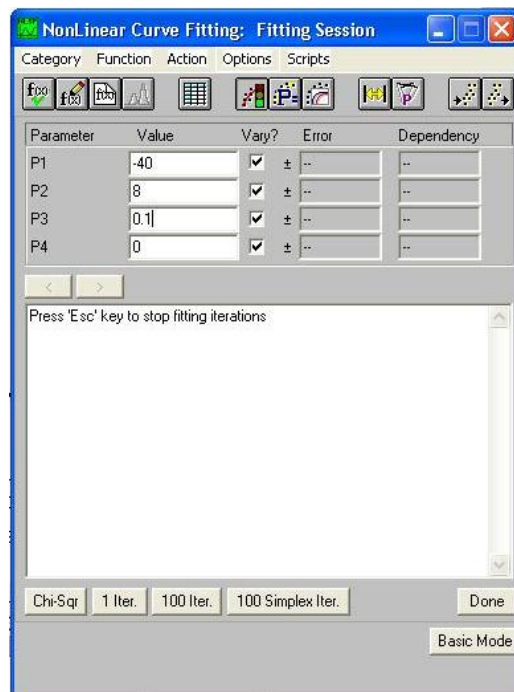 NonLinear Curve Fitting: Fitting Session
Category Function Action Options Scripts
Parameter Value Vary? Error Dependency
P1 -40 ± -- --
P2 8 ± -- --
P3 0.1 ± -- --
P4 0 ± -- --
< >
Press 'Esc' key to stop fitting iterations
Chi-Sqr 1 Iter. 100 Iter. 100 Simplex Iter. Done
Basic Mode